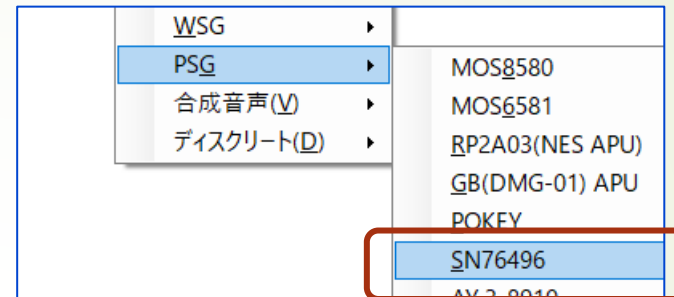 WSG
PSG
合成音声(V)
ディスクリート(D)
MOS8580
MOS6581
RP2A03(NES APU)
GB(DMG-01) APU
POKEY
SN76496